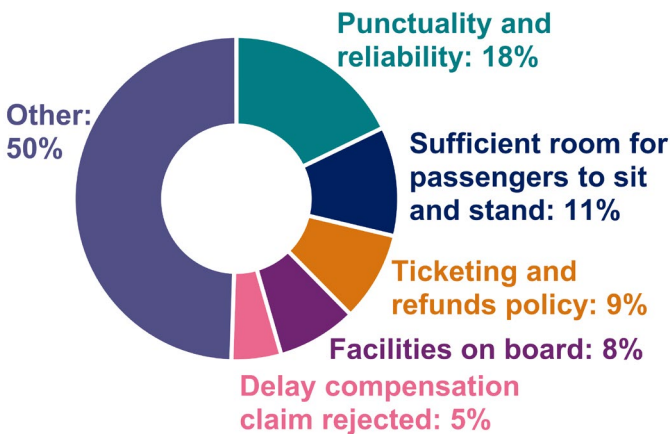 Punctuality and
reliability: 18%
Other:
50%
Sufficient room for
passengers to sit
and stand: 11%
Ticketing and
refunds policy: 9%
Facilities on board: 8%
Delay compensation
claim rejected: 5%